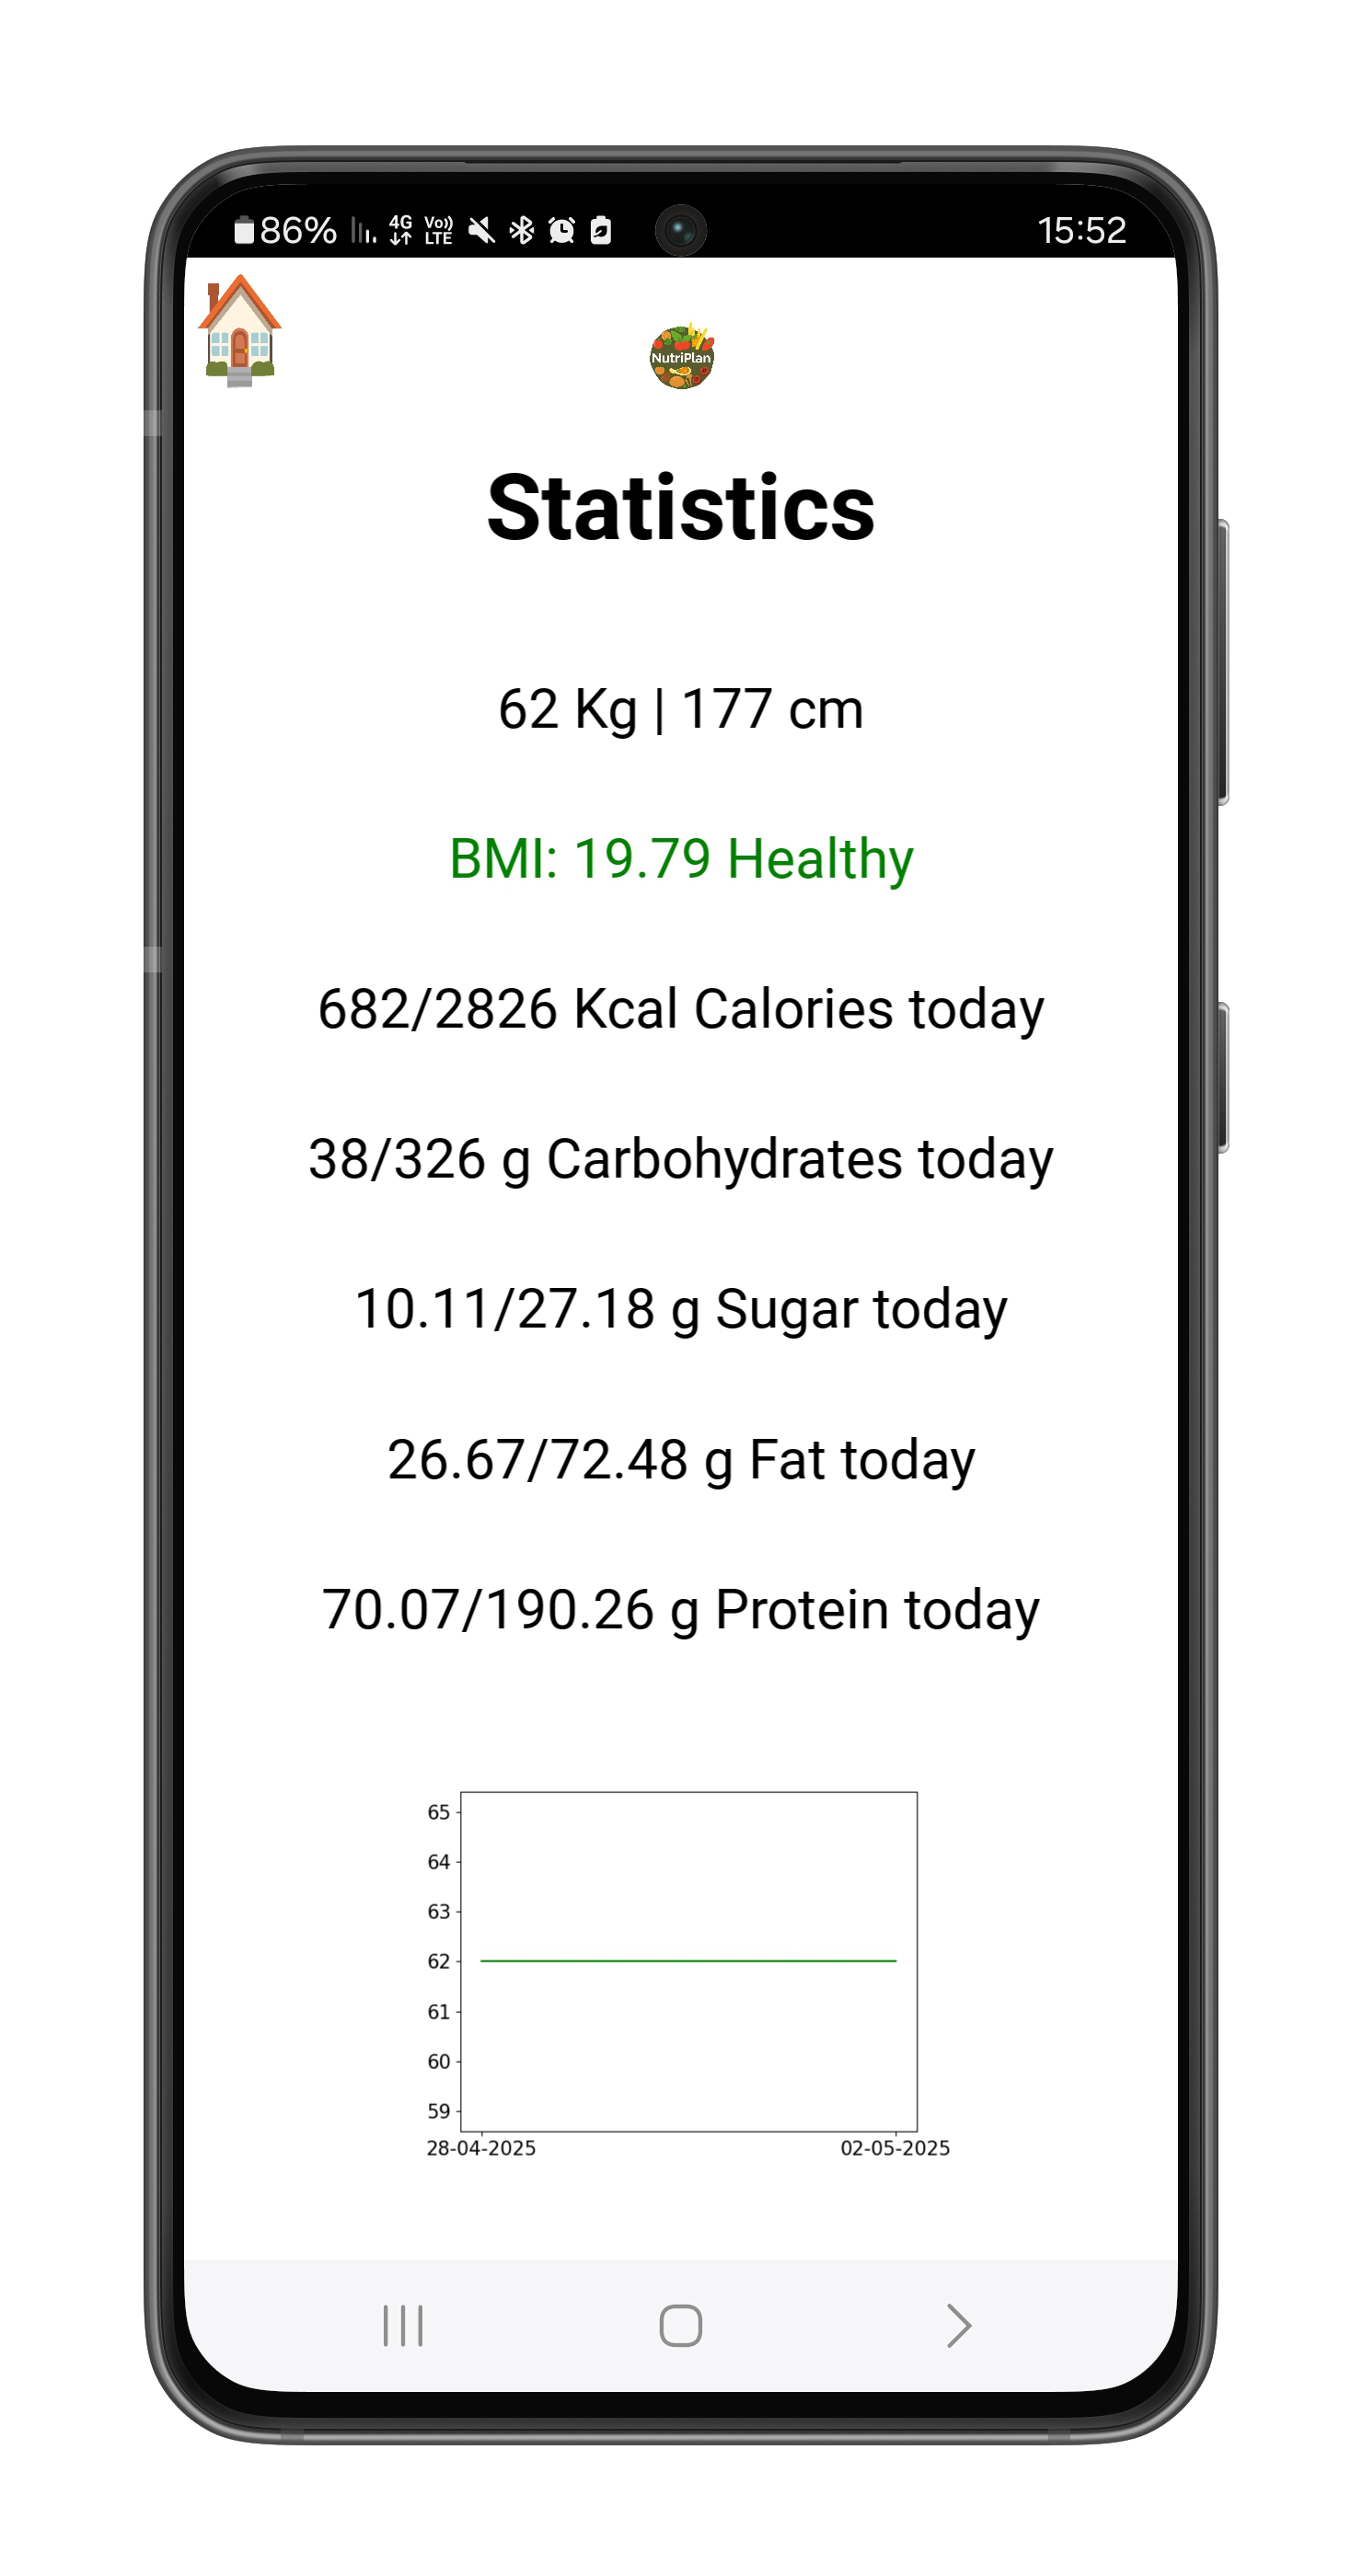 86% 4G Vo)) LTE 15:52
NutriPlan
Statistics
62 Kg | 177 cm
BMI: 19.79 Healthy
682/2826 Kcal Calories today
38/326 g Carbohydrates today
10.11/27.18 g Sugar today
26.67/72.48 g Fat today
70.07/190.26 g Protein today
65
64
63
62
61
60
59
28-04-2025 02-05-2025